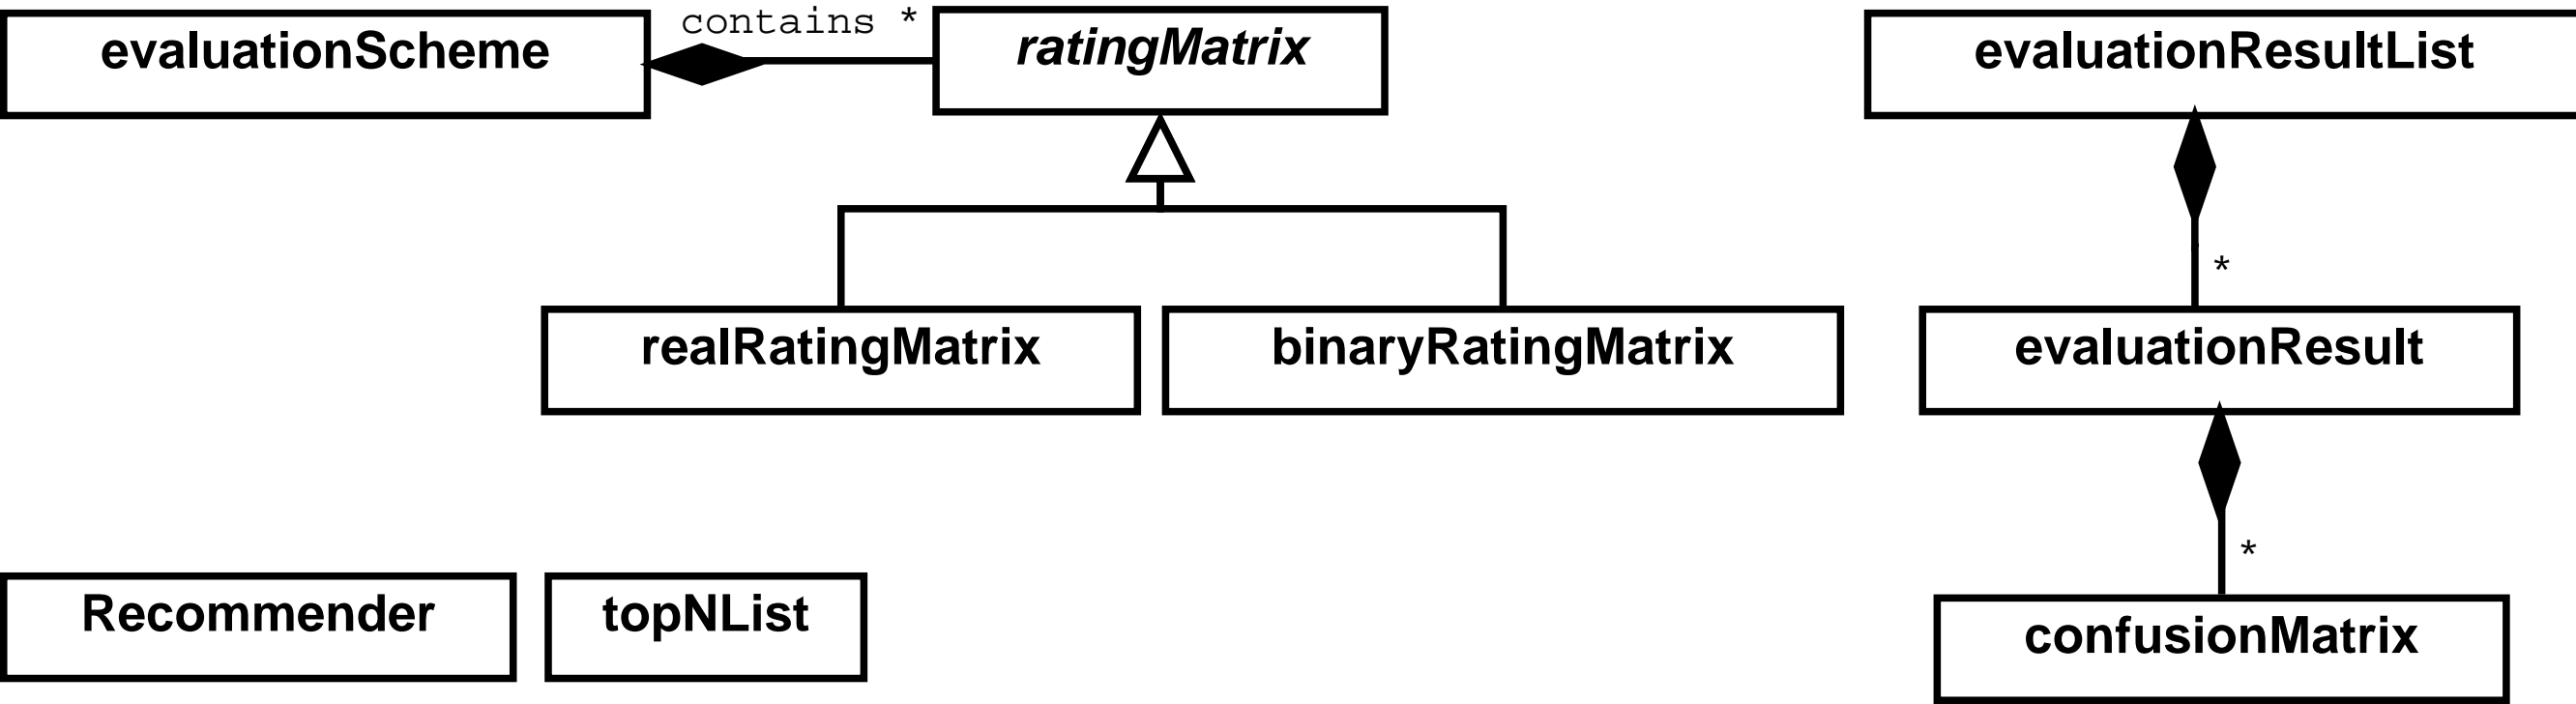 contains *
evaluationScheme
ratingMatrix
evaluationResultList
*
realRatingMatrix
binaryRatingMatrix
evaluationResult
*
Recommender
topNList
confusionMatrix